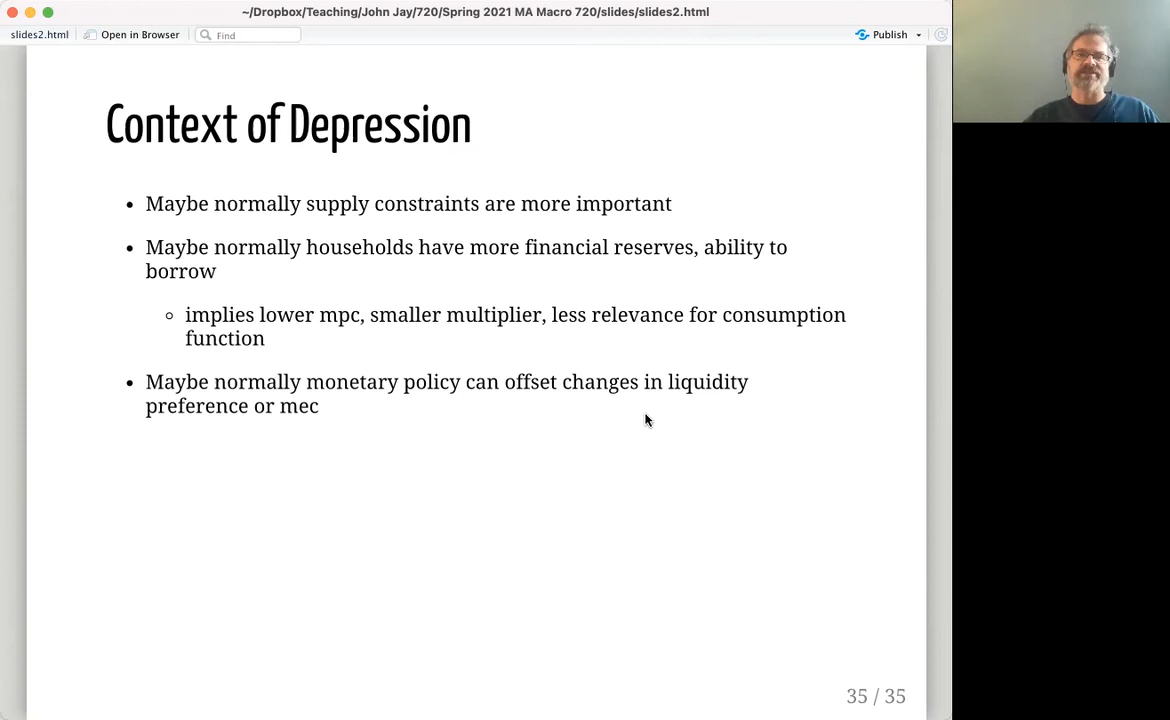 ~/Dropbox/Teaching/John Jay/720/Spring 2021 MA Macro 720/slides/slides2.html
slides2.html
Open in Browser
Find
Publish
Context of Depression
• Maybe normally supply constraints are more important
• Maybe normally households have more financial reserves, ability to
borrow
◦ implies lower mpc, smaller multiplier, less relevance for consumption
function
• Maybe normally monetary policy can offset changes in liquidity
preference or mec
35 / 35